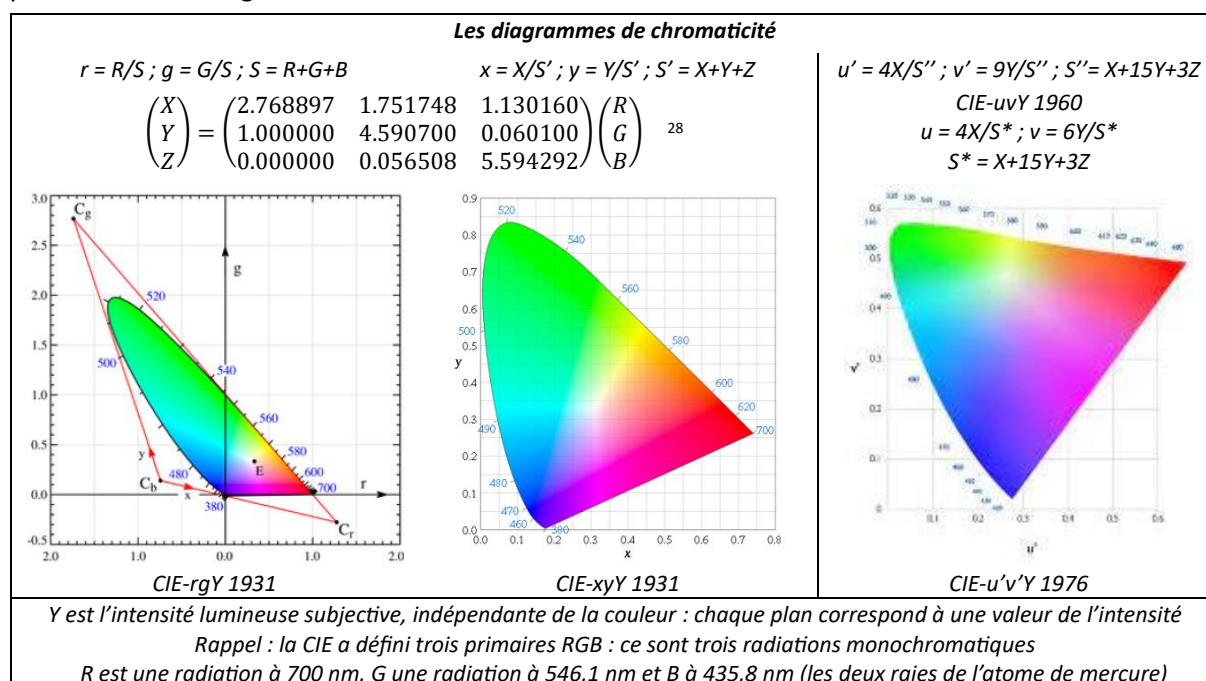 Les diagrammes de chromaticité
r = R/S ; g = G/S ; S = R+G+B
x = X/S’ ; y = Y/S’ ; S’ = X+Y+Z
(X Y Z) = (2.768897 1.751748 1.130160
1.000000 4.590700 0.060100
0.000000 0.056508 5.594292) (R G B) 28
u’ = 4X/S’’ ; v’ = 9Y/S’’ ; S’’= X+15Y+3Z
CIE-uvY 1960
u = 4X/S* ; v = 6Y/S*
S* = X+15Y+3Z
3.0
2.5
2.0
1.5
1.0
0.5
0.0
-0.5
2.0 1.0 0.0 1.0 2.0
Cg
g
520
500
540
560
580
600
700
E
y
Cb
480
x
r
380
Cr
CIE-rgY 1931
0.9
0.8
0.7
0.6
0.5
y
0.4
0.3
0.2
0.1
0.0
0.0 0.1 0.2 0.3 0.4 0.5 0.6 0.7 0.8
x
520
540
560
500
580
600
620
490
700
480
470
460
380
CIE-xyY 1931
0.6
0.5
0.4
0.3
0.2
0.1
0
v’
0.1 0.2 0.3 0.4 0.5 0.6
u’
CIE-u’v’Y 1976
Y est l’intensité lumineuse subjective, indépendante de la couleur : chaque plan correspond à une valeur de l’intensité
Rappel : la CIE a défini trois primaires RGB : ce sont trois radiations monochromatiques
R est une radiation à 700 nm, G une radiation à 546.1 nm et B à 435.8 nm (les deux raies de l’atome de mercure)